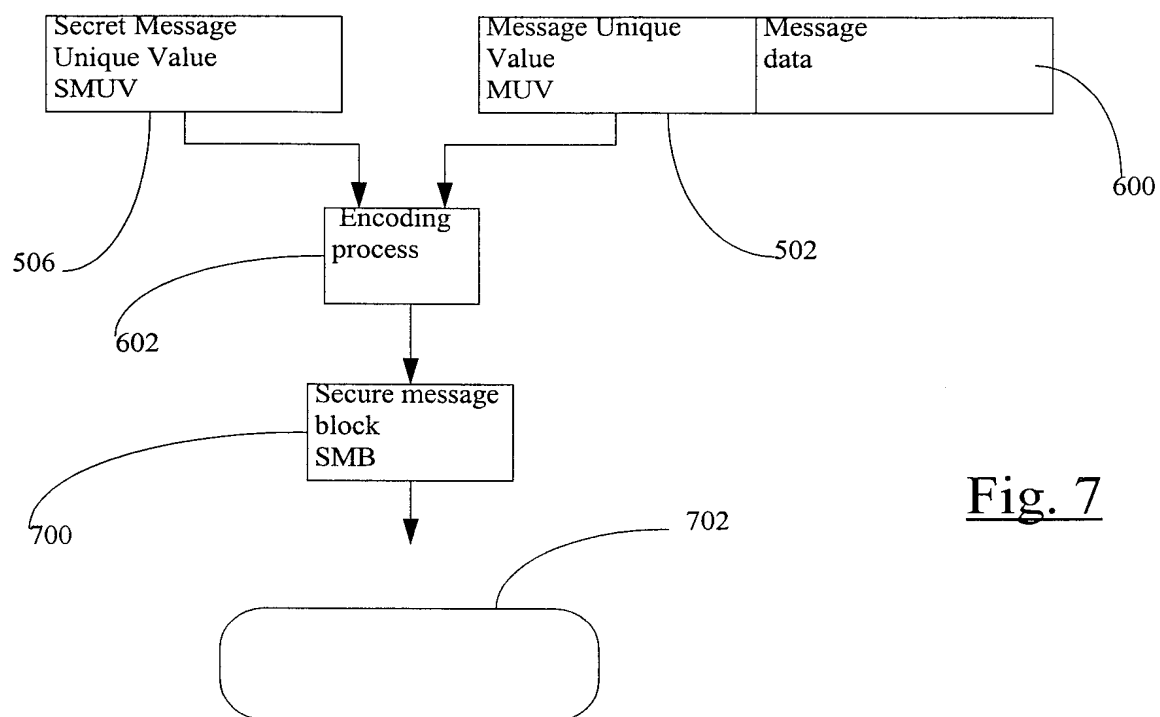 Secret Message
Unique Value
SMUV
Message Unique
Value
MUV
Message
data
600
506
Encoding
process
502
602
Secure message
block
SMB
700
Fig. 7
702